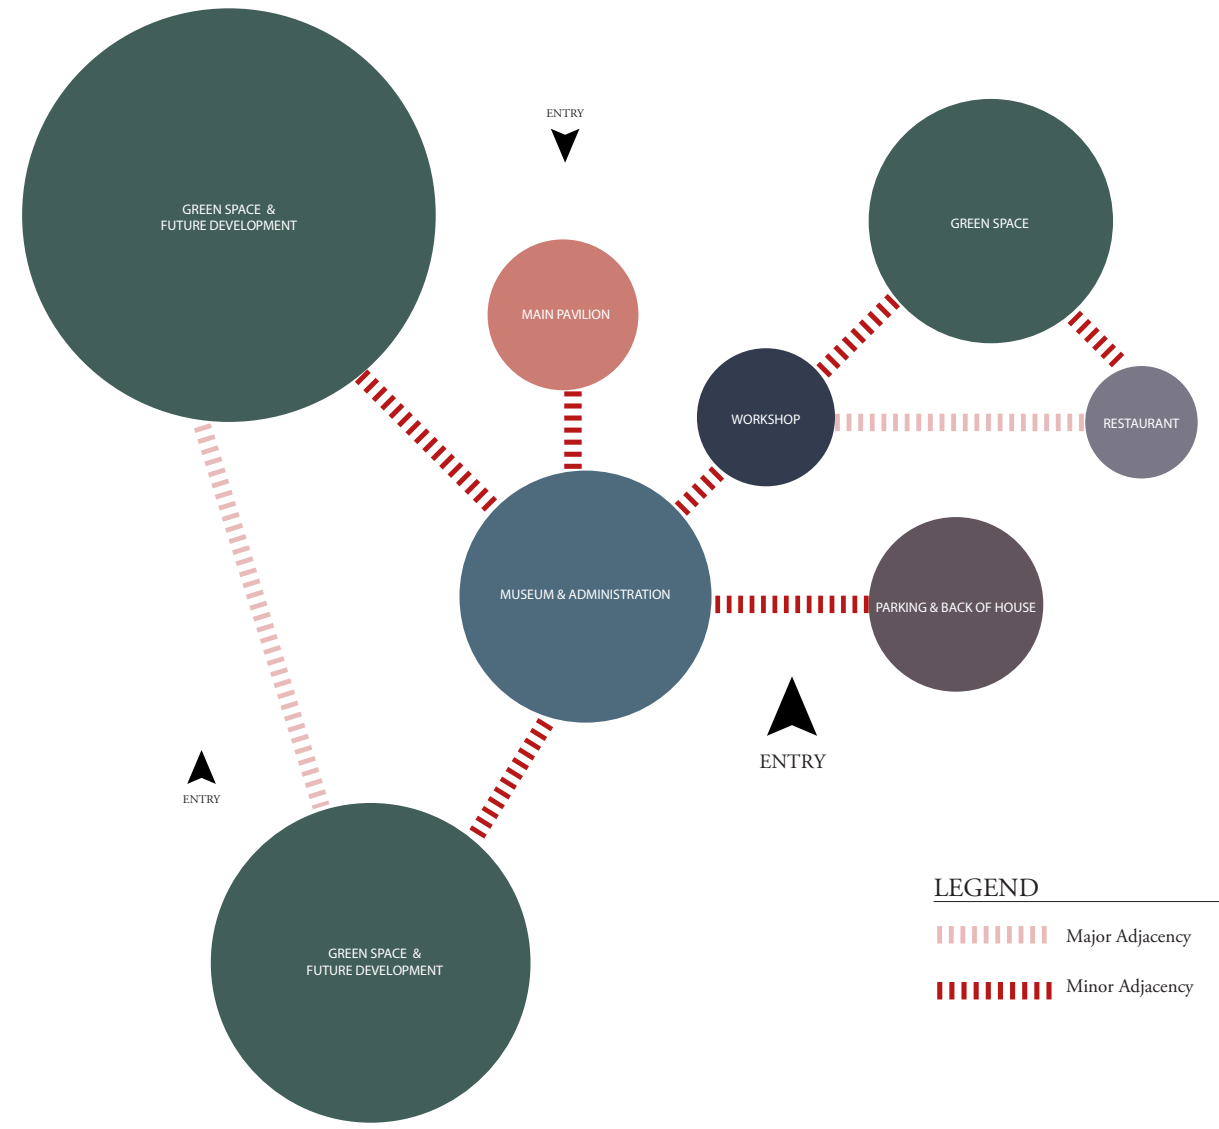 ENTRY
GREEN SPACE &
FUTURE DEVELOPMENT
GREEN SPACE
MAIN PAVILION
WORKSHOP
RESTAURANT
MUSEUM & ADMINISTRATION
PARKING & BACK OF HOUSE
ENTRY
ENTRY
LEGEND
Major Adjacency
Minor Adjacency
GREEN SPACE &
FUTURE DEVELOPMENT